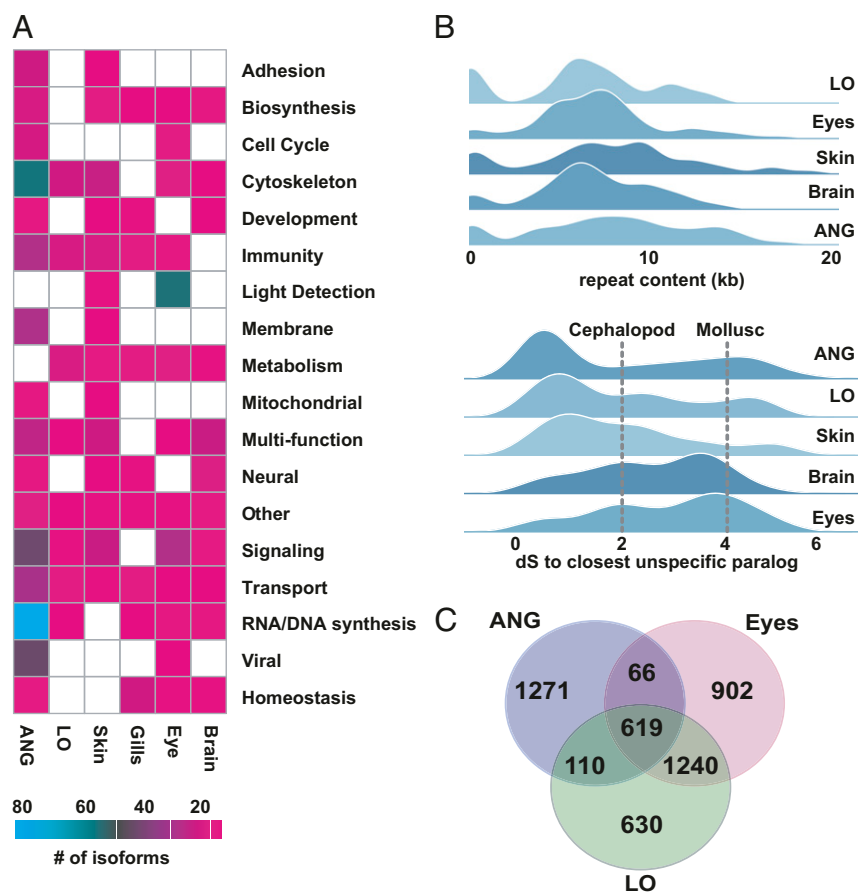 A
Adhesion
Biosynthesis
Cell Cycle
Cytoskeleton
Development
Immunity
Light Detection
Membrane
Metabolism
Mitochondrial
Multi-function
Neural
Other
Signaling
Transport
RNA/DNA synthesis
Viral
Homeostasis
ANG LO Skin Gills Eye Brain
80 60 40 20
# of isoforms
B
LO
Eyes
Skin
Brain
ANG
0 10 20
repeat content (kb)
Cephalopod Mollusc
ANG
LO
Skin
Brain
Eyes
0 2 4 6
dS to closest unspecific paralog
C
ANG Eyes
66
1271 902
619
110 1240
630
LO